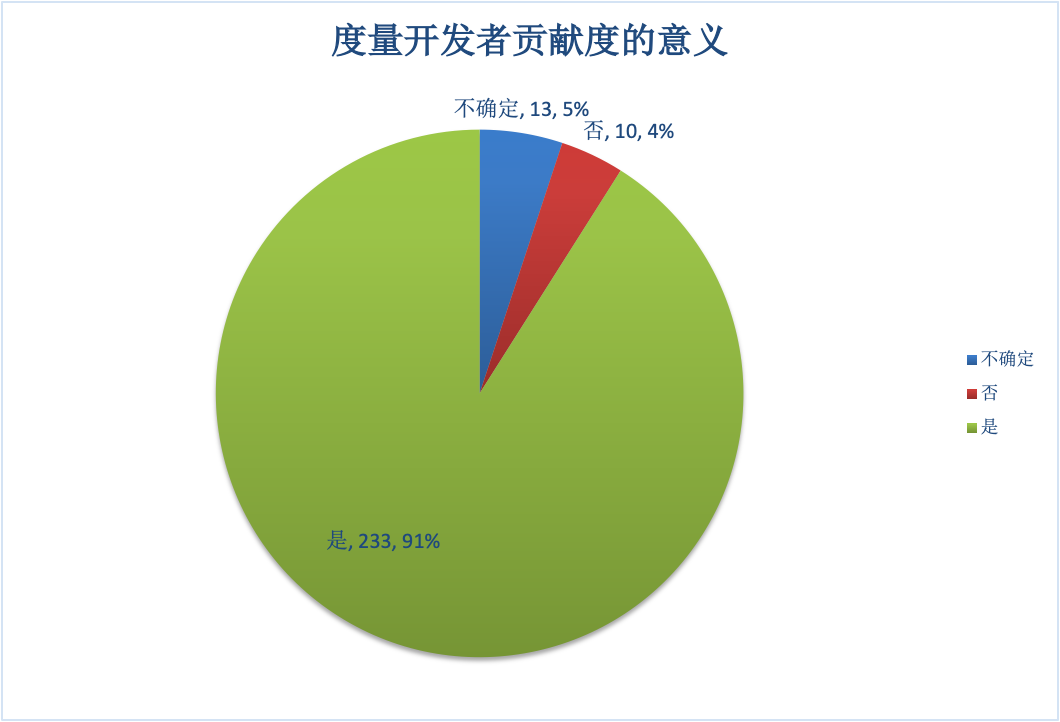 度量开发者贡献度的意义
不确定, 13, 5%
否, 10, 4%
是, 233, 91%
不确定
否
是